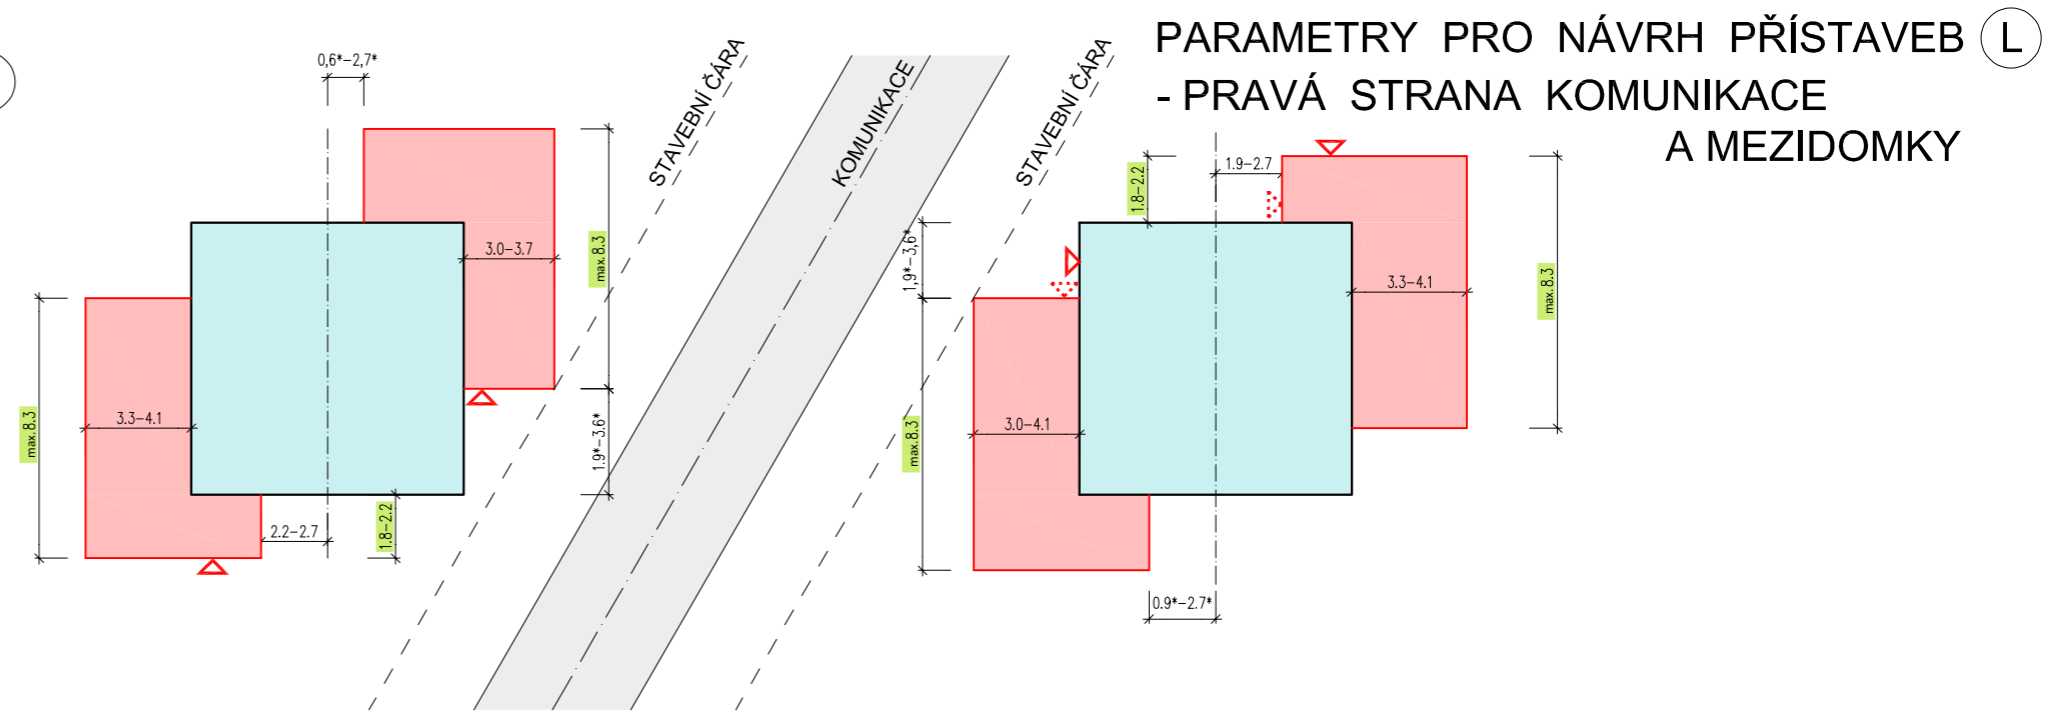 PARAMETRY PRO NÁVRH PŘÍSTAVEB L
- PRAVÁ STRANA KOMUNIKACE
A MEZIDOMKY
0,6*-2,7*
STAVEBNÍ ČÁRA
KOMUNIKACE
STAVEBNÍ ČÁRA
max.8.3
3.0-3.7
1.9*-3.6*
max.8.3
3.3-4.1
2.2-2.7
1.8-2.2
1.8-2.2
1.9-2.7
1,9*-3,6*
3.3-4.1
max.8.3
max.8.3
3.0-4.1
0.9*-2.7*